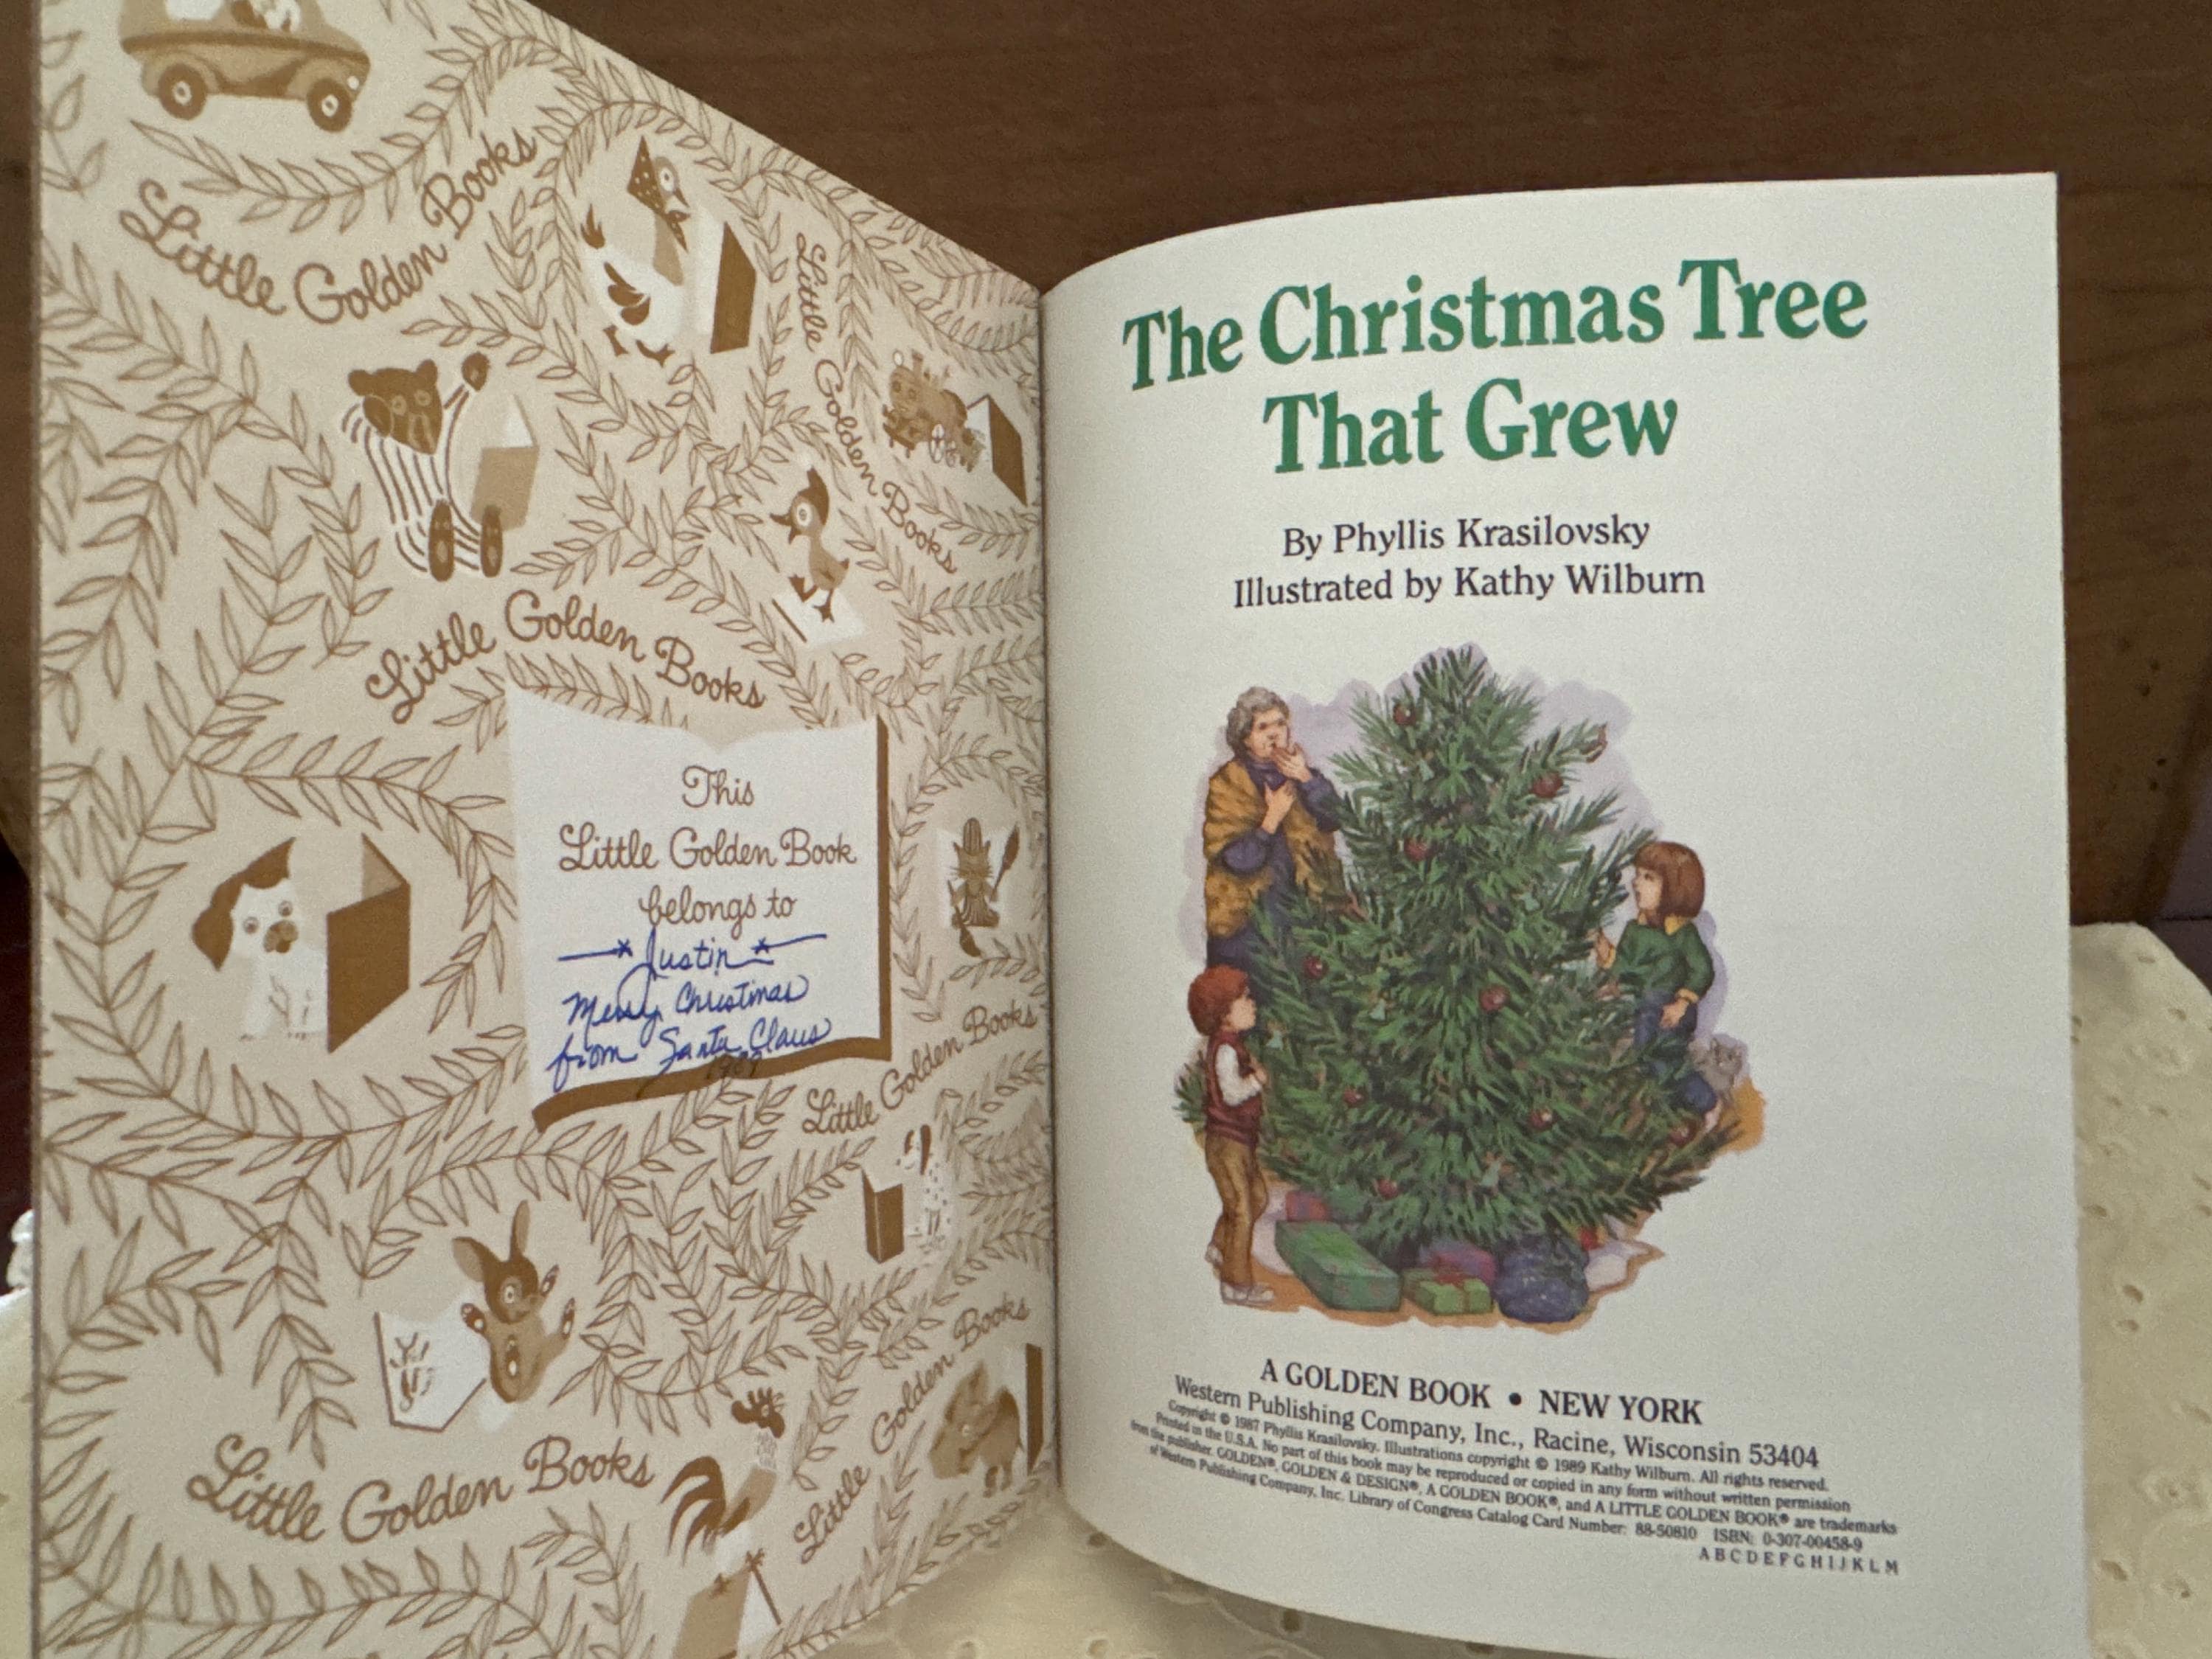 Little Golden Books
Little Golden Books
Little Golden Books
This
Little Golden Book
belongs to
Justin
Merry Christmas
from Santa Claus
1989
Little Golden Books
Little Golden Books
Little Golden Books
The Christmas Tree
That Grew
By Phyllis Krasilovsky
Illustrated by Kathy Wilburn
A GOLDEN BOOK • NEW YORK
Western Publishing Company, Inc., Racine, Wisconsin 53404
Copyright © 1987 Phyllis Krasilovsky. Illustrations copyright © 1989 Kathy Wilburn. All rights reserved.
Printed in the U.S.A. No part of this book may be reproduced or copied in any form without written permission
from the publisher. GOLDEN®, GOLDEN & DESIGN®, A GOLDEN BOOK®, and A LITTLE GOLDEN BOOK® are trademarks
of Western Publishing Company, Inc. Library of Congress Catalog Card Number: 88-50810 ISBN: 0-307-00458-9
A B C D E F G H I J K L M